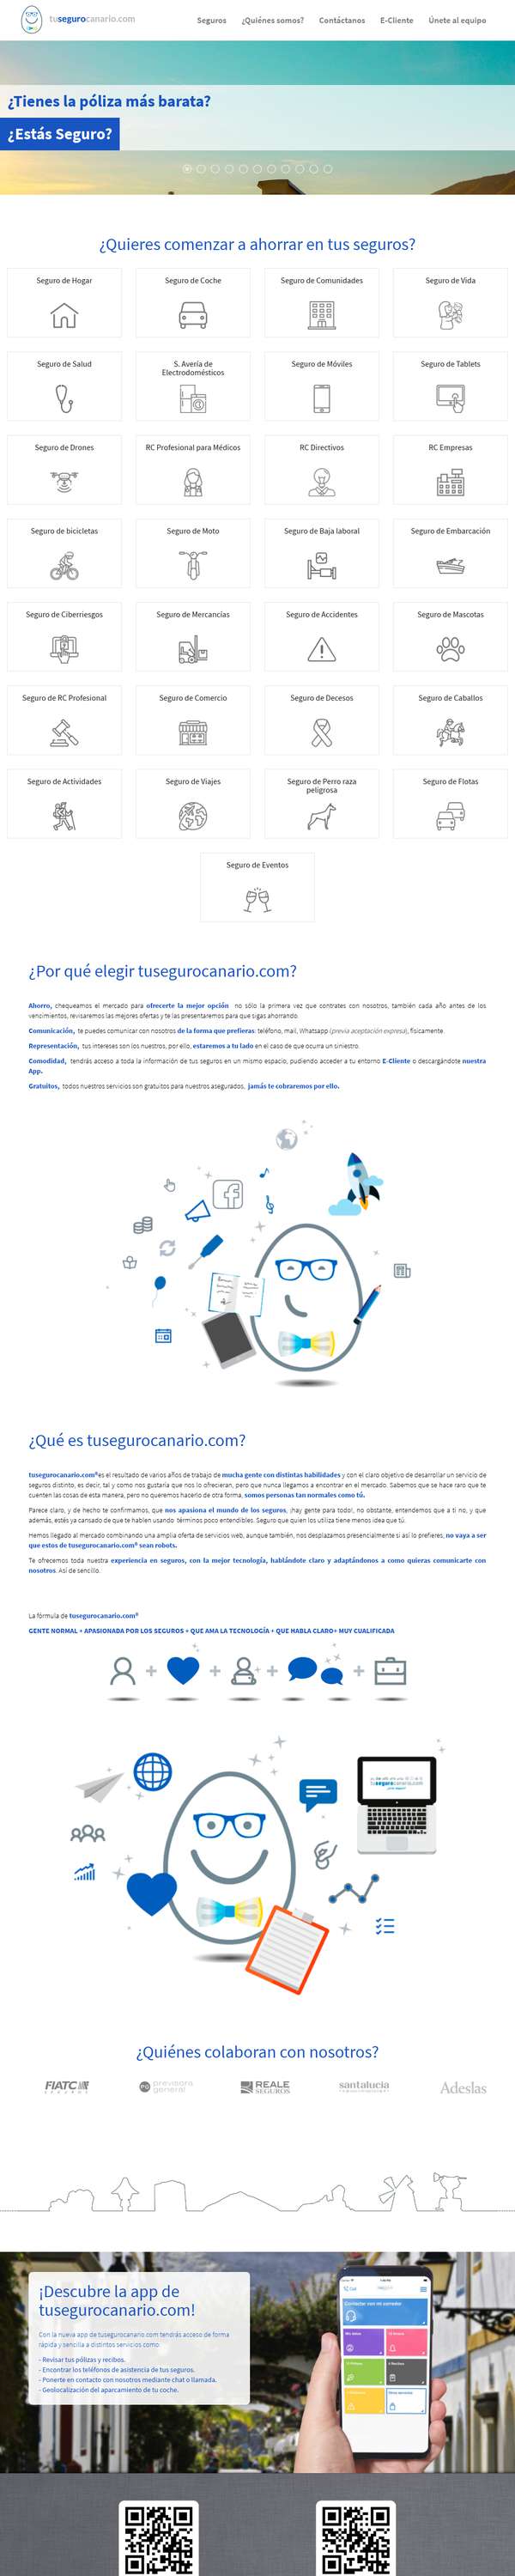 tusegurocanario.com
Seguros ¿Quiénes somos? Contáctanos E-Cliente Únete al equipo
¿Tienes la póliza más barata?
¿Estás Seguro?
¿Quieres comenzar a ahorrar en tus seguros?
Seguro de Hogar
Seguro de Coche
Seguro de Comunidades
Seguro de Vida
Seguro de Salud
S. Avería de
Electrodomésticos
Seguro de Móviles
Seguro de Tablets
Seguro de Drones
RC Profesional para Médicos
RC Directivos
RC Empresas
Seguro de bicicletas
Seguro de Moto
Seguro de Baja laboral
Seguro de Embarcación
Seguro de Ciberriesgos
Seguro de Mercancías
Seguro de Accidentes
Seguro de Mascotas
Seguro de RC Profesional
Seguro de Comercio
Seguro de Decesos
Seguro de Caballos
Seguro de Actividades
Seguro de Viajes
Seguro de Perro raza
peligrosa
Seguro de Flotas
Seguro de Eventos
¿Por qué elegir tusegurocanario.com?
Ahorro, chequeamos el mercado para ofrecerte la mejor opción no sólo la primera vez que contrates con nosotros, también cada año antes de los
vencimientos, revisaremos las mejores ofertas y te las presentaremos para que sigas ahorrando.
Comunicación, te puedes comunicar con nosotros de la forma que prefieras: teléfono, mail, Whatsapp (previa aceptación expresa), físicamente.
Representación, tus intereses son los nuestros, por ello, estaremos a tu lado en el caso de que ocurra un siniestro.
Comodidad, tendrás acceso a toda la información de tus seguros en un mismo espacio, pudiendo acceder a tu entorno E-Cliente o descargándote nuestra
App.
Gratuitos, todos nuestros servicios son gratuitos para nuestros asegurados, jamás te cobraremos por ello.
¿Qué es tusegurocanario.com?
tusegurocanario.com® es el resultado de varios años de trabajo de mucha gente con distintas habilidades y con el claro objetivo de desarrollar un servicio de
seguros distinto, es decir, tal y como nos gustaría que nos lo ofrecieran, pero que nunca llegamos a encontrar en el mercado. Sabemos que se hace raro que te
cuenten las cosas de esta manera, pero no queremos hacerlo de otra forma, somos personas tan normales como tú.
Parece claro, y de hecho te confirmamos, que nos apasiona el mundo de los seguros, ¡hay gente para todo!, no obstante, entendemos que a ti no, y que
además, estés ya cansado de que te hablen usando términos poco entendibles. Seguro que quien los utiliza tiene menos idea que tú.
Hemos llegado al mercado combinando una amplia oferta de servicios web, aunque también, nos desplazamos presencialmente si así lo prefieres, no vaya a ser
que estos de tusegurocanario.com® sean robots.
Te ofrecemos toda nuestra experiencia en seguros, con la mejor tecnología, hablándote claro y adaptándonos a como quieras comunicarte con
nosotros. Así de sencillo.
La fórmula de tusegurocanario.com®
GENTE NORMAL + APASIONADA POR LOS SEGUROS + QUE AMA LA TECNOLOGÍA + QUE HABLA CLARO+ MUY CUALIFICADA
tusegurocanario.com
¿Quiénes colaboran con nosotros?
FIATC
SEGUROS
PG previsora
general
REALE
SEGUROS
santalucía
Adeslas
¡Descubre la app de
tusegurocanario.com!
Con la nueva app de tusegurocanario.com tendrás acceso de forma
rápida y sencilla a distintos servicios como:
- Revisar tus pólizas y recibos.
- Encontrar los teléfonos de asistencia de tus seguros.
- Ponerte en contacto con nosotros mediante chat o llamada.
- Geolocalización del aparcamiento de tu coche.
Contactar con mi corredor